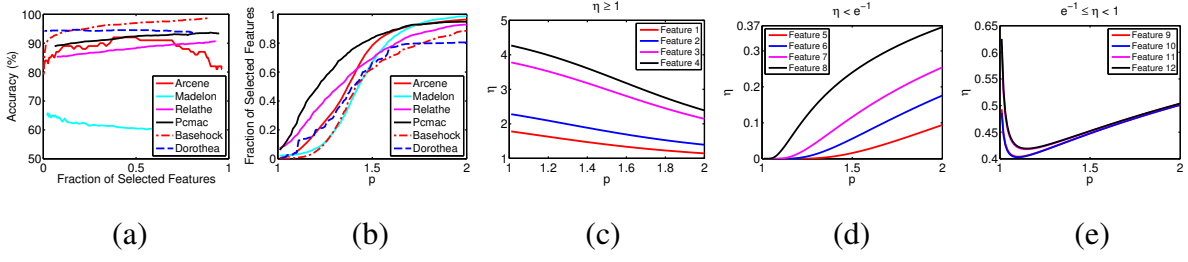 η ≥ 1
η < e⁻¹
e⁻¹ ≤ η < 1
Accuracy (%)
100
90
80
70
60
50
0
0.5
1
Fraction of Selected Features
Arcene
Madelon
Relathe
Pcmac
Basehock
Dorothea
(a)
Fraction of Selected Features
1
0.8
0.6
0.4
0.2
0
1
1.5
2
p
Arcene
Madelon
Relathe
Pcmac
Basehock
Dorothea
(b)
η
5
4
3
2
1
1
1.2
1.4
1.6
1.8
2
p
Feature 1
Feature 2
Feature 3
Feature 4
(c)
η
0.37
0.3
0.2
0.1
0
1
1.5
2
p
Feature 5
Feature 6
Feature 7
Feature 8
(d)
η
0.65
0.6
0.5
0.4
1
1.5
2
p
Feature 9
Feature 10
Feature 11
Feature 12
(e)